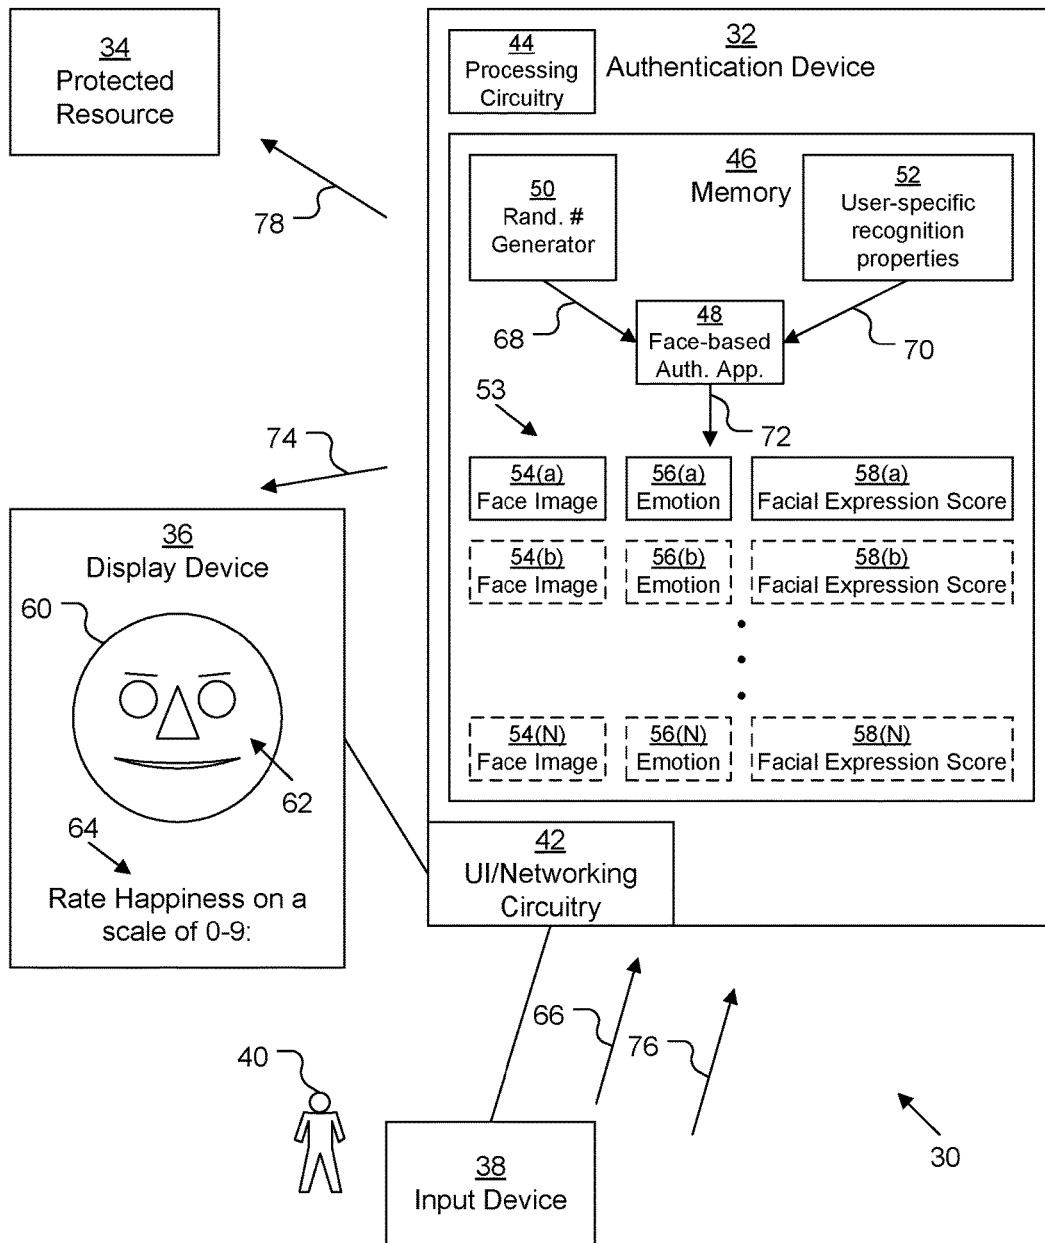 34
Protected
Resource
78
44
Processing
Circuitry
32
Authentication Device
46
Memory
50
Rand. #
Generator
52
User-specific
recognition
properties
68
48
Face-based
Auth. App.
70
53
72
74
54(a)
Face Image
56(a)
Emotion
58(a)
Facial Expression Score
54(b)
Face Image
56(b)
Emotion
58(b)
Facial Expression Score
54(N)
Face Image
56(N)
Emotion
58(N)
Facial Expression Score
36
Display Device
60
62
64
Rate Happiness on a
scale of 0-9:
42
UI/Networking
Circuitry
66
76
40
38
Input Device
30